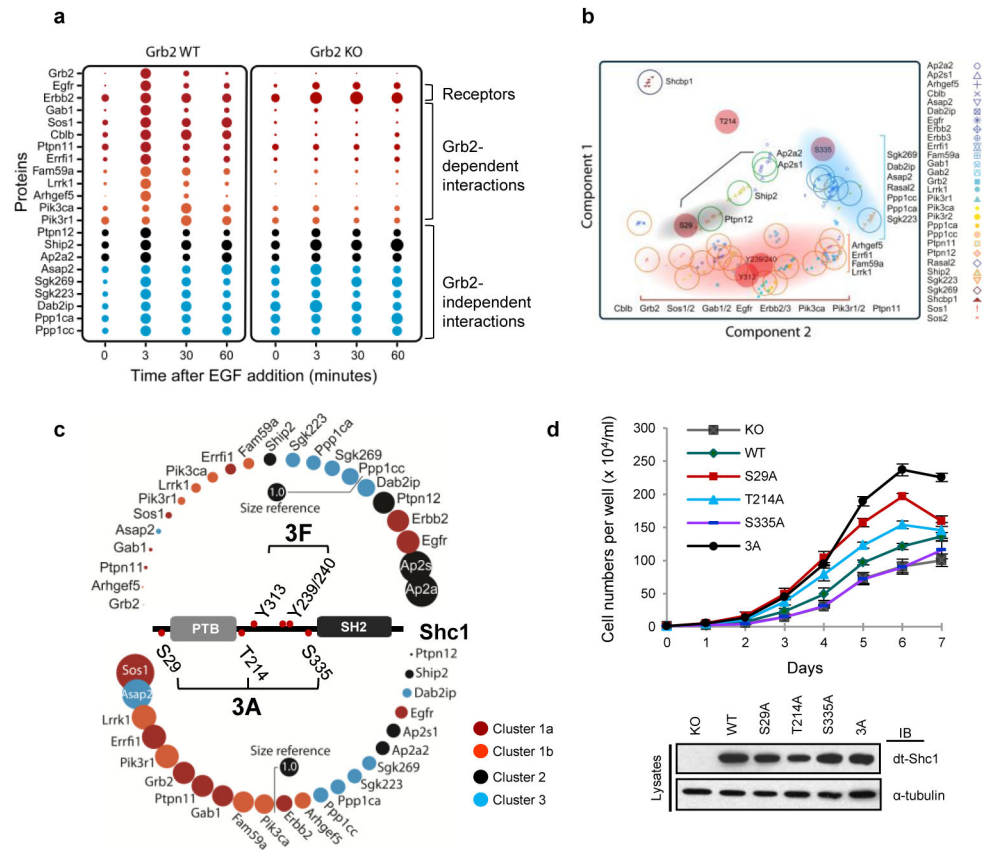 a
Grb2 WT
Grb2 KO
Proteins
Grb2
Egfr
Erbb2
Gab1
Sos1
Cblb
Ptpn11
Errfi1
Fam59a
Lrrk1
Arhgef5
Pik3ca
Pik3r1
Ptpn12
Ship2
Ap2a2
Asap2
Sgk269
Sgk223
Dab2ip
Ppp1ca
Ppp1cc
Receptors
Grb2-
dependent
interactions
Grb2-
independent
interactions
0 3 30 60 0 3 30 60
Time after EGF addition (minutes)
b
Component 1
Shcbp1
T214
S335
Ap2a2
Ap2s1
Ship2
S29
Ptpn12
Y239/240
Y313
Sgk269
Dab2ip
Asap2
Rasal2
Ppp1cc
Ppp1ca
Sgk223
Arhgef5
Errfi1
Fam59a
Lrrk1
Cblb Grb2 Sos1/2 Gab1/2 Egfr Erbb2/3 Pik3ca Pik3r1/2 Ptpn11
Component 2
Ap2a2
Ap2s1
Arhgef5
Cblb
Asap2
Dab2ip
Egfr
Erbb2
Erbb3
Errfi1
Fam59a
Gab1
Gab2
Grb2
Lrrk1
Pik3r1
Pik3ca
Pik3r2
Ppp1ca
Ppp1cc
Ptpn11
Ptpn12
Rasal2
Ship2
Sgk223
Sgk269
Shcbp1
Sos1
Sos2
c
Grb2
Arhgef5
Ptpn11
Gab1
Asap2
Sos1
Pik3r1
Lrrk1
Pik3ca
Errfi1
Fam59a
Ship2
Sgk223
Ppp1ca
Sgk269
Ppp1cc
Dab2ip
Ptpn12
Erbb2
Egfr
Ap2s
Ap2a
1.0
Size reference
3F
Y313
Y239/240
PTB
SH2
Shc1
S29
T214
S335
3A
Sos1
Asap2
Lrrk1
Errfi1
Pik3r1
Grb2
Ptpn11
Gab1
Fam59a
Pik3ca
Erbb2
Arhgef5
Ppp1cc
Ppp1ca
Sgk223
Sgk269
Ap2a2
Ap2s1
Egfr
Dab2ip
Ship2
Ptpn12
Size reference
1.0
Cluster 1a
Cluster 1b
Cluster 2
Cluster 3
d
Cell numbers per well (x 10⁴/ml)
300
250
200
150
100
50
0
KO
WT
S29A
T214A
S335A
3A
0 1 2 3 4 5 6 7
Days
KO WT S29A T214A S335A 3A IB
Lysates
dt-Shc1
α-tubulin